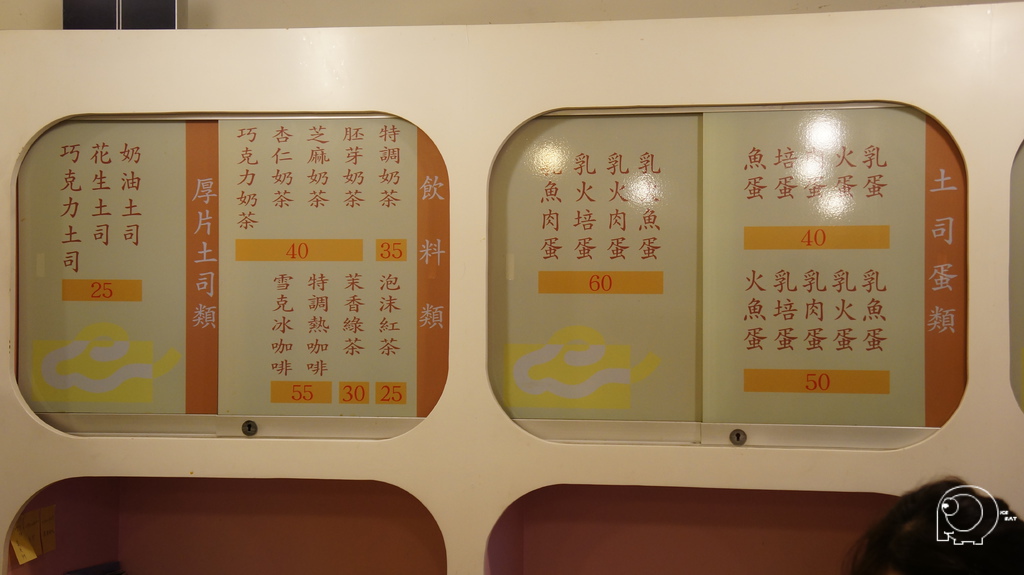 土司蛋類
乳蛋
火蛋
肉蛋
培蛋
魚蛋
40
乳魚蛋
乳火蛋
乳肉蛋
乳培蛋
火魚蛋
50
乳火肉蛋
乳火培蛋
60
飲料類
特調奶茶
35
胚芽奶茶
芝麻奶茶
杏仁奶茶
巧克力奶茶
40
泡沫紅茶
25
茉香綠茶
30
特調熱咖啡
雪克冰咖啡
55
厚片土司類
奶油土司
花生土司
巧克力土司
25
ICE
EAT